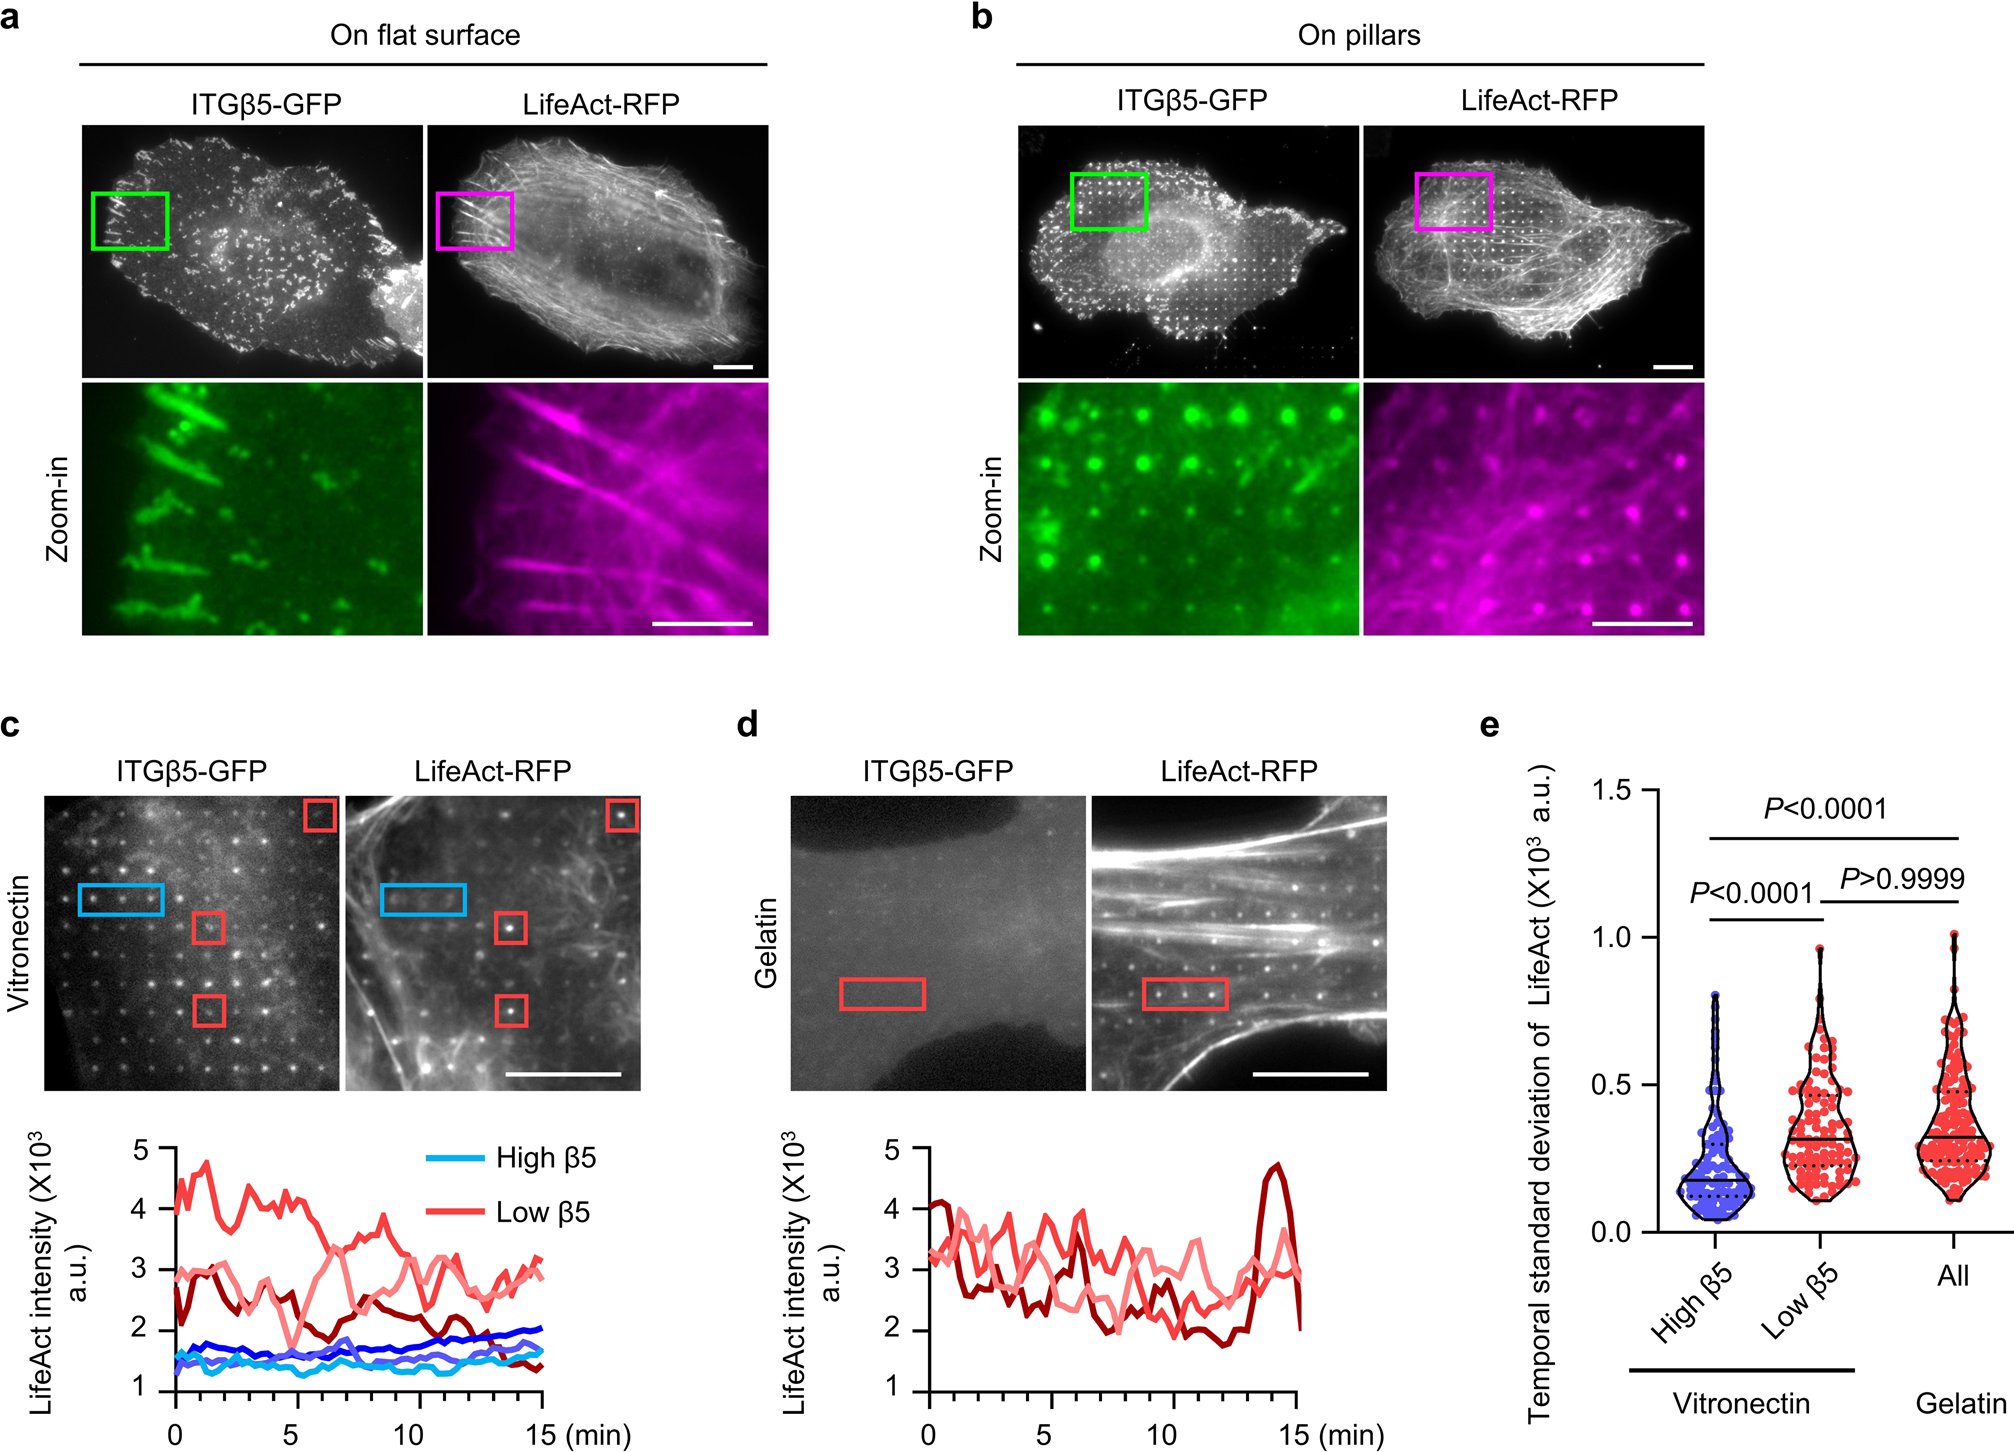 a
On flat surface
ITGβ5-GFP
LifeAct-RFP
Zoom-in
b
On pillars
ITGβ5-GFP
LifeAct-RFP
Zoom-in
c
ITGβ5-GFP
LifeAct-RFP
Vitronectin
LifeAct intensity (X10³
a.u.)
5
4
3
2
1
High β5
Low β5
0
5
10
15 (min)
d
ITGβ5-GFP
LifeAct-RFP
Gelatin
LifeAct intensity (X10³
a.u.)
5
4
3
2
1
0
5
10
15 (min)
e
Temporal standard deviation of LifeAct (X10³ a.u.)
1.5
1.0
0.5
0.0
P<0.0001
P>0.9999
P<0.0001
High β5
Low β5
All
Vitronectin
Gelatin